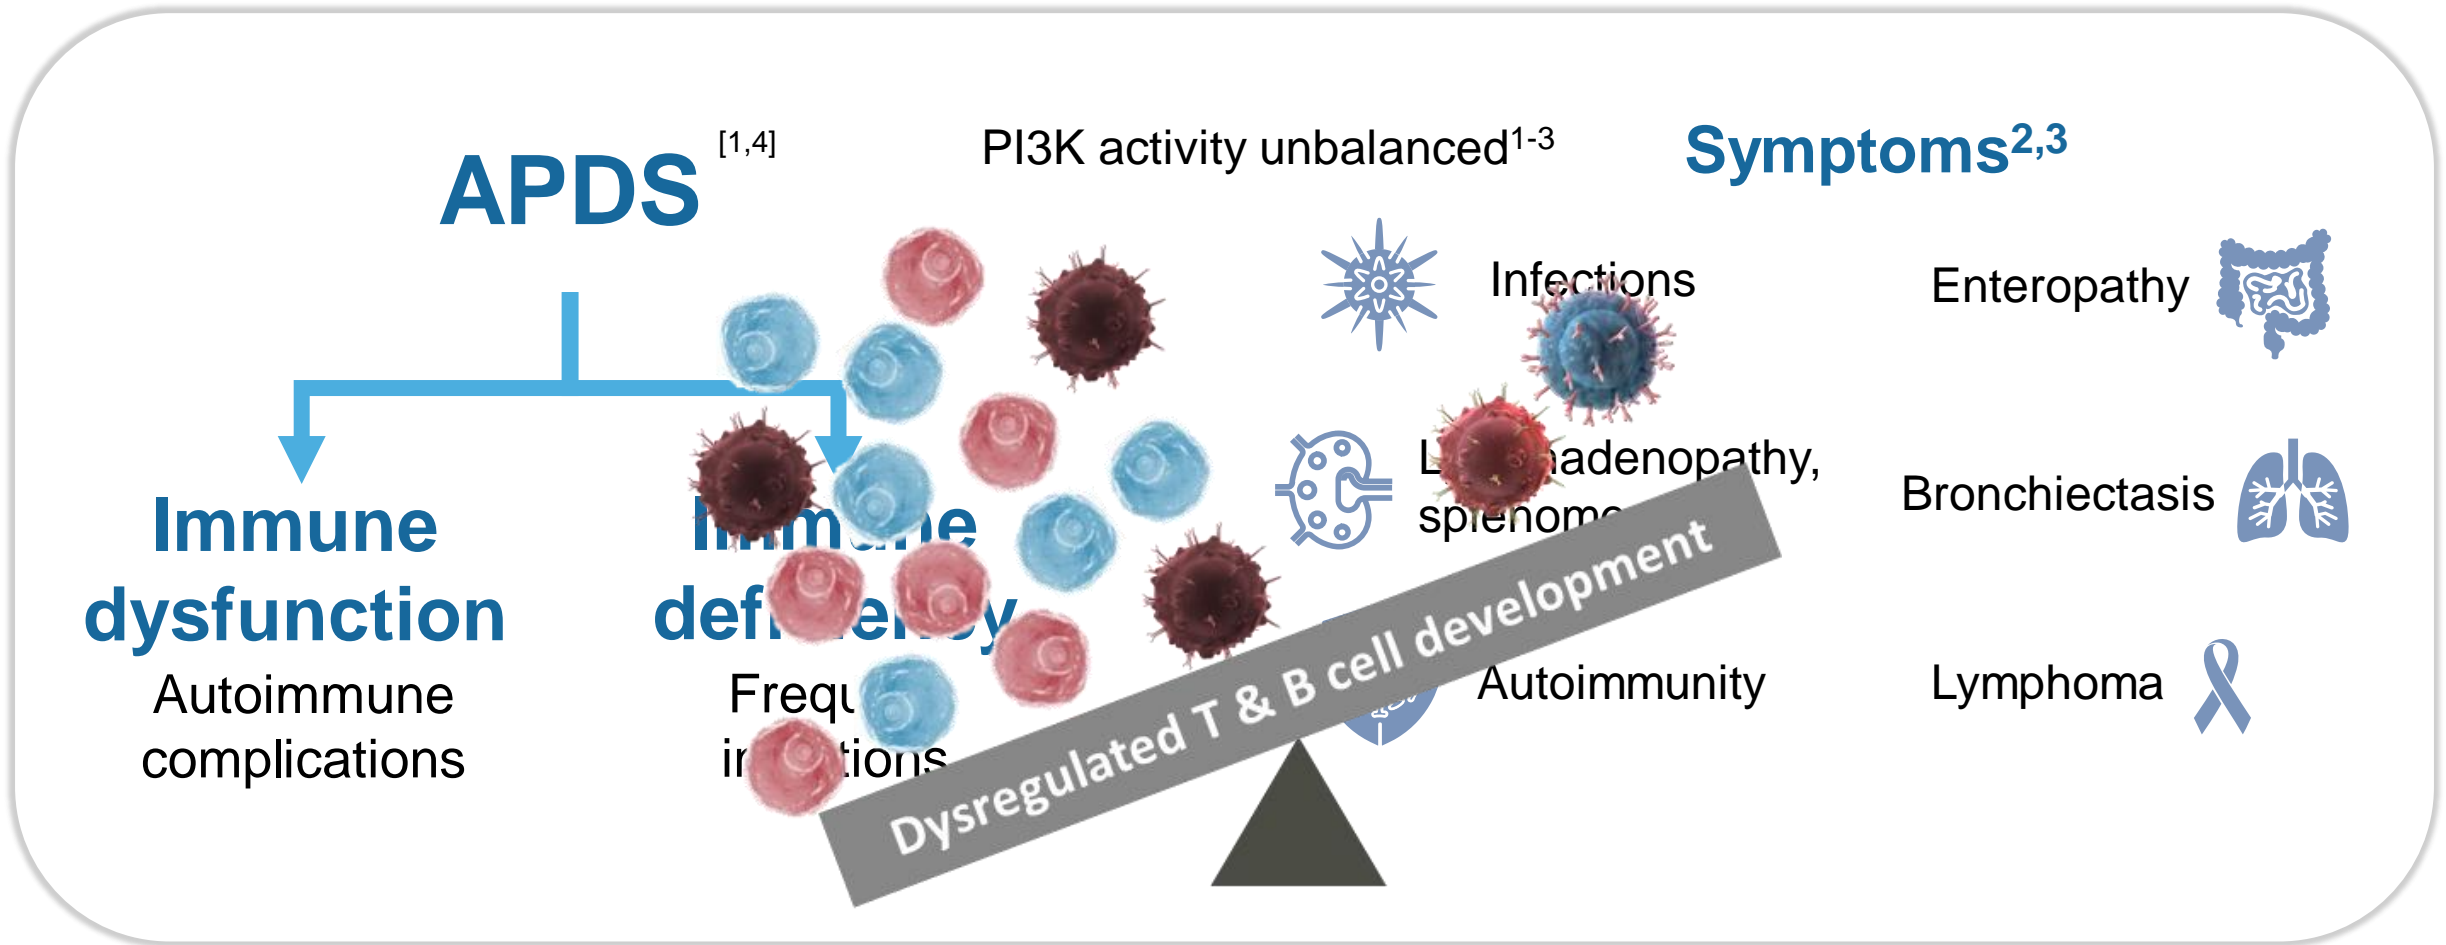 APDS [1,4]
PI3K activity unbalanced1-3
Symptoms2,3
Infections
Enteropathy
Bronchiectasis
Immune
dysfunction
Autoimmune
complications
Immune
Dysregulated T & B cell development
Autoimmunity
Lymphoma